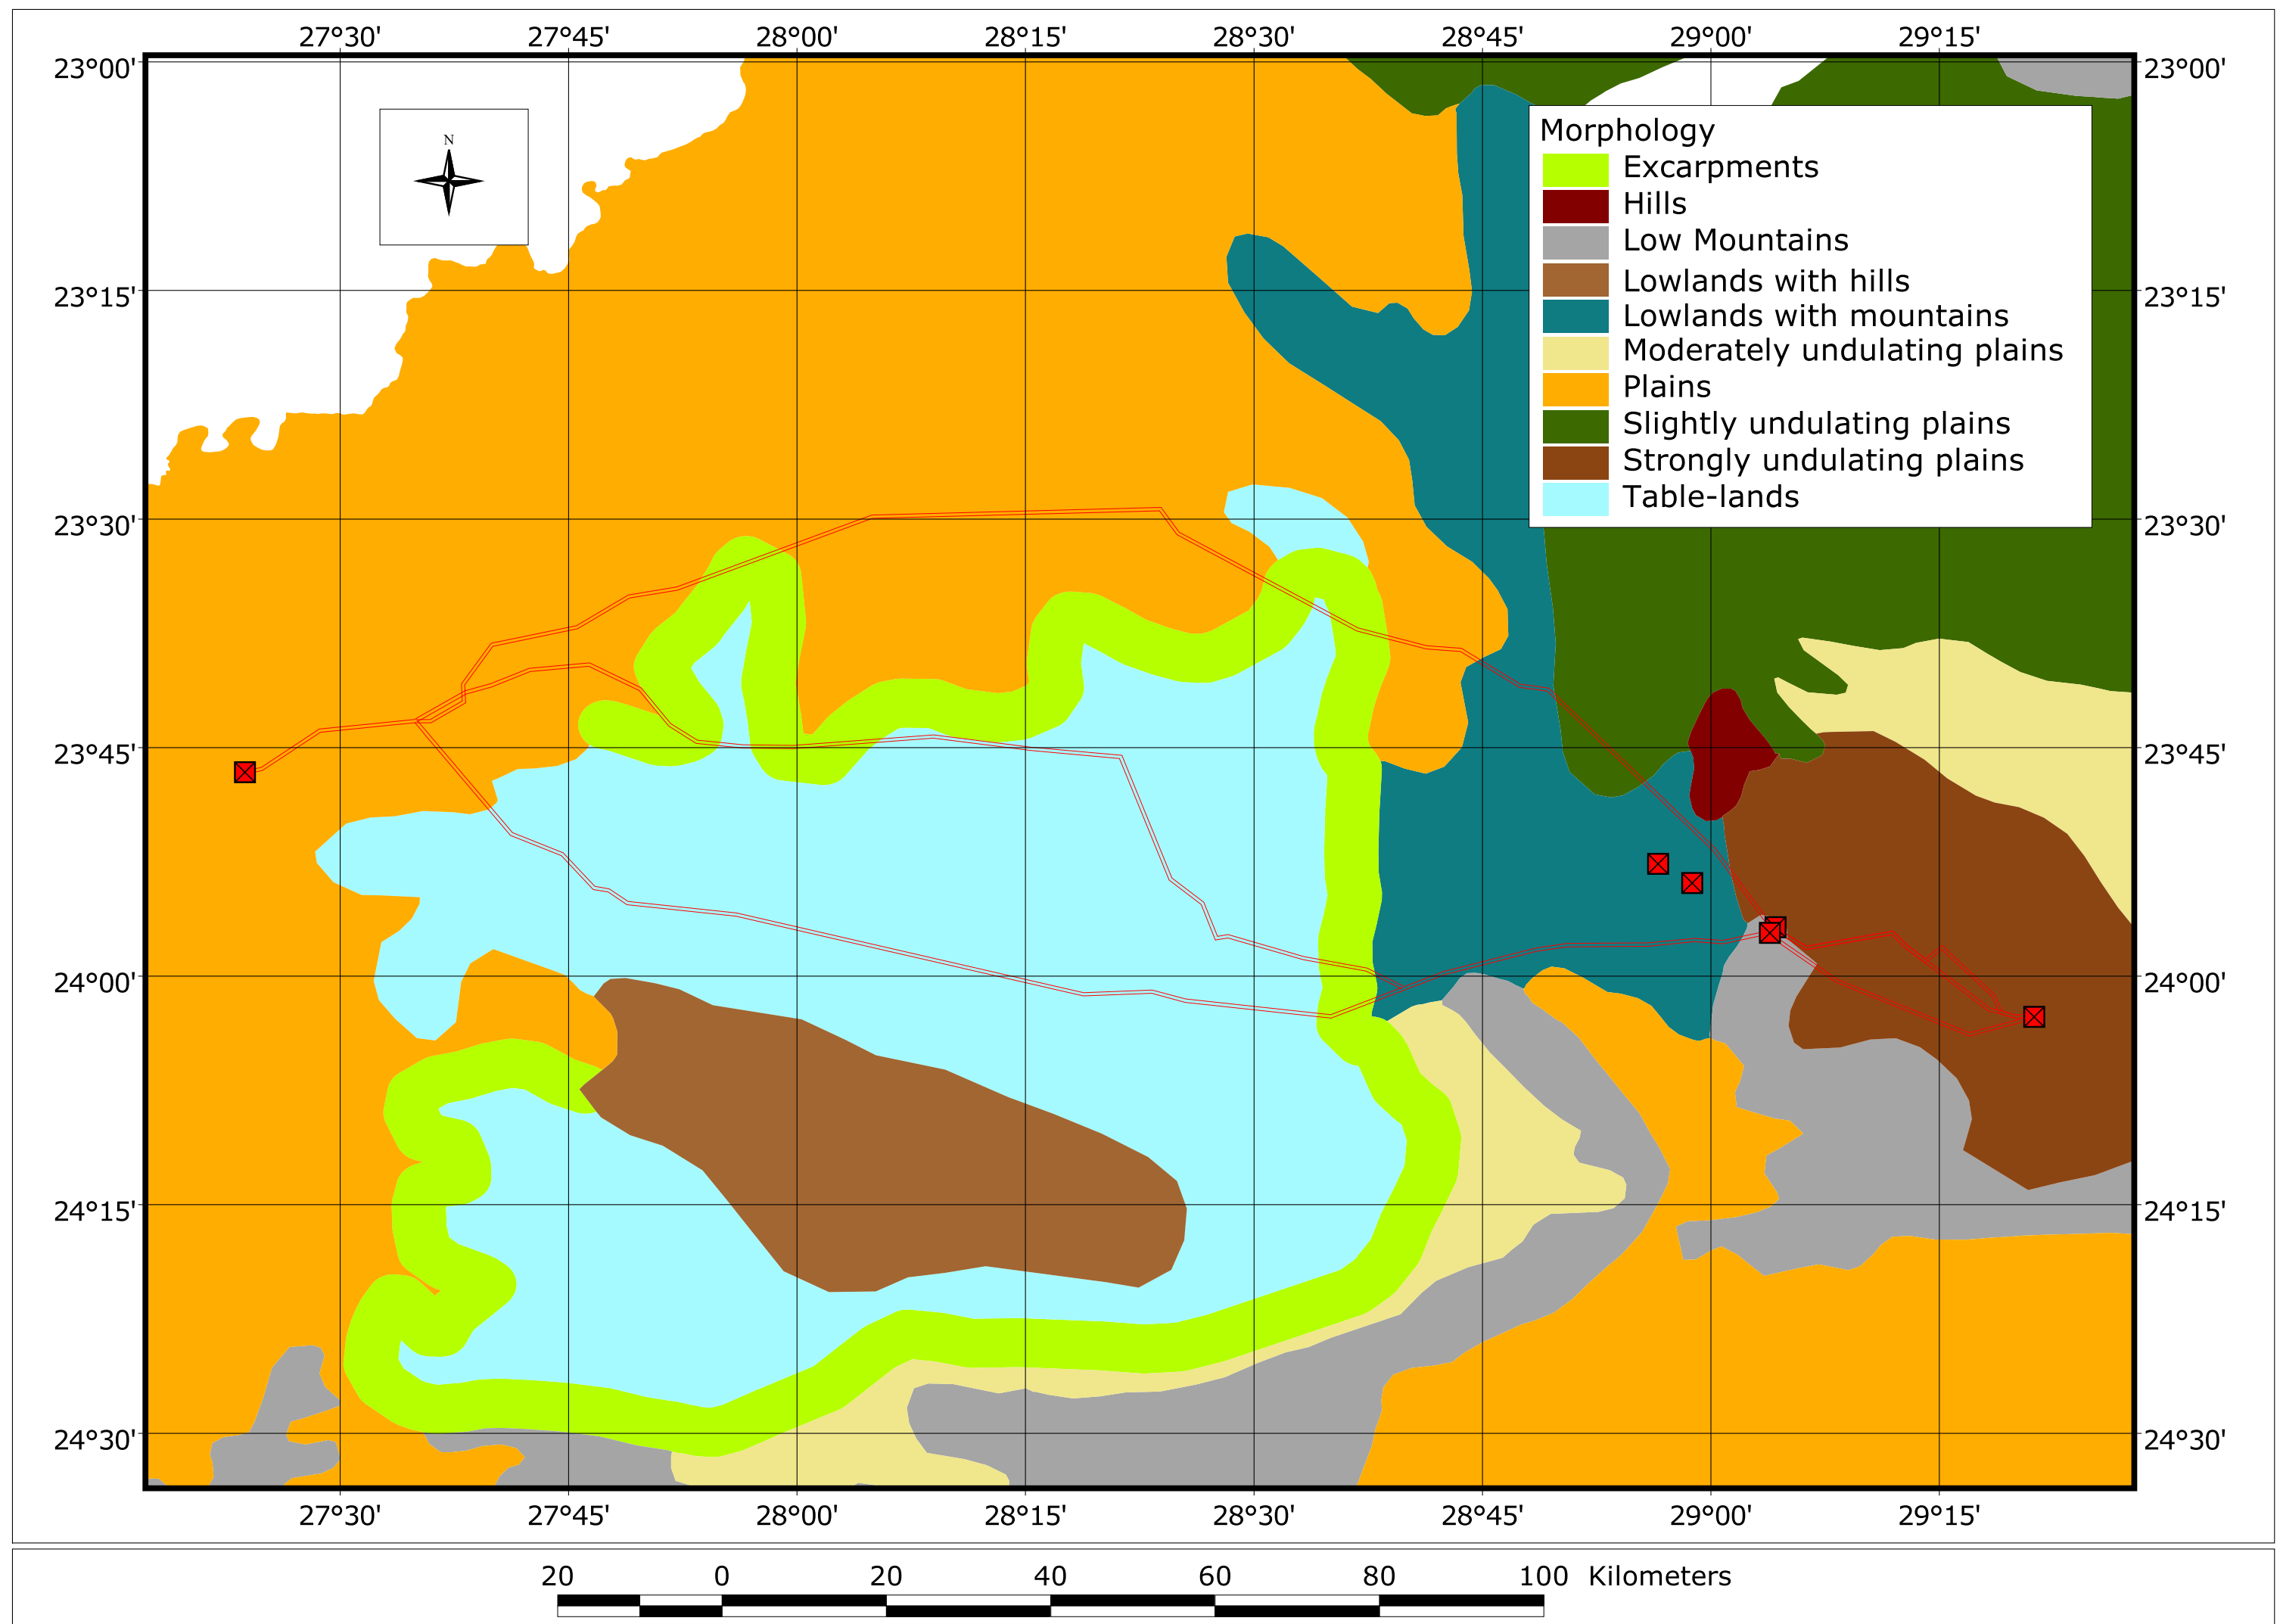 27°30' 27°45' 28°00' 28°15' 28°30' 28°45' 29°00' 29°15'
23°00' 23°00'
N
Morphology
Excarpments
Hills
Low Mountains
Lowlands with hills
Lowlands with mountains
Moderately undulating plains
Plains
Slightly undulating plains
Strongly undulating plains
Table-lands
23°15' 23°15'
23°30' 23°30'
23°45' 23°45'
24°00' 24°00'
24°15' 24°15'
24°30' 24°30'
27°30' 27°45' 28°00' 28°15' 28°30' 28°45' 29°00' 29°15'
20 0 20 40 60 80 100 Kilometers